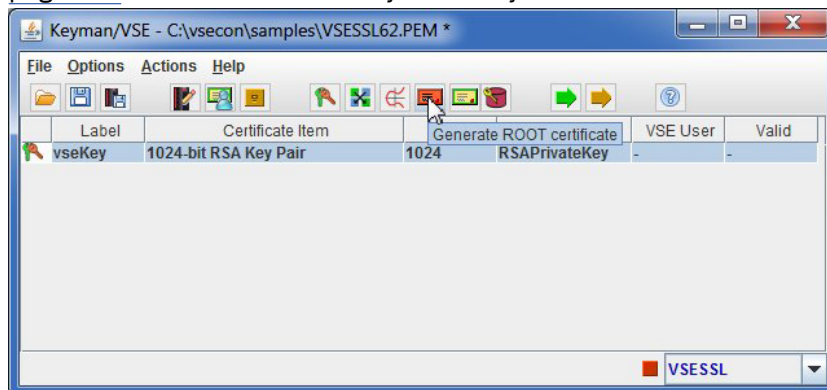 Keyman/VSE - C:\vsecon\samples\VSESSL62.PEM *
File Options Actions Help
Label Certificate Item VSE User Valid
Generate ROOT certificate
vseKey 1024-bit RSA Key Pair 1024 RSAPrivateKey - -
VSESSL